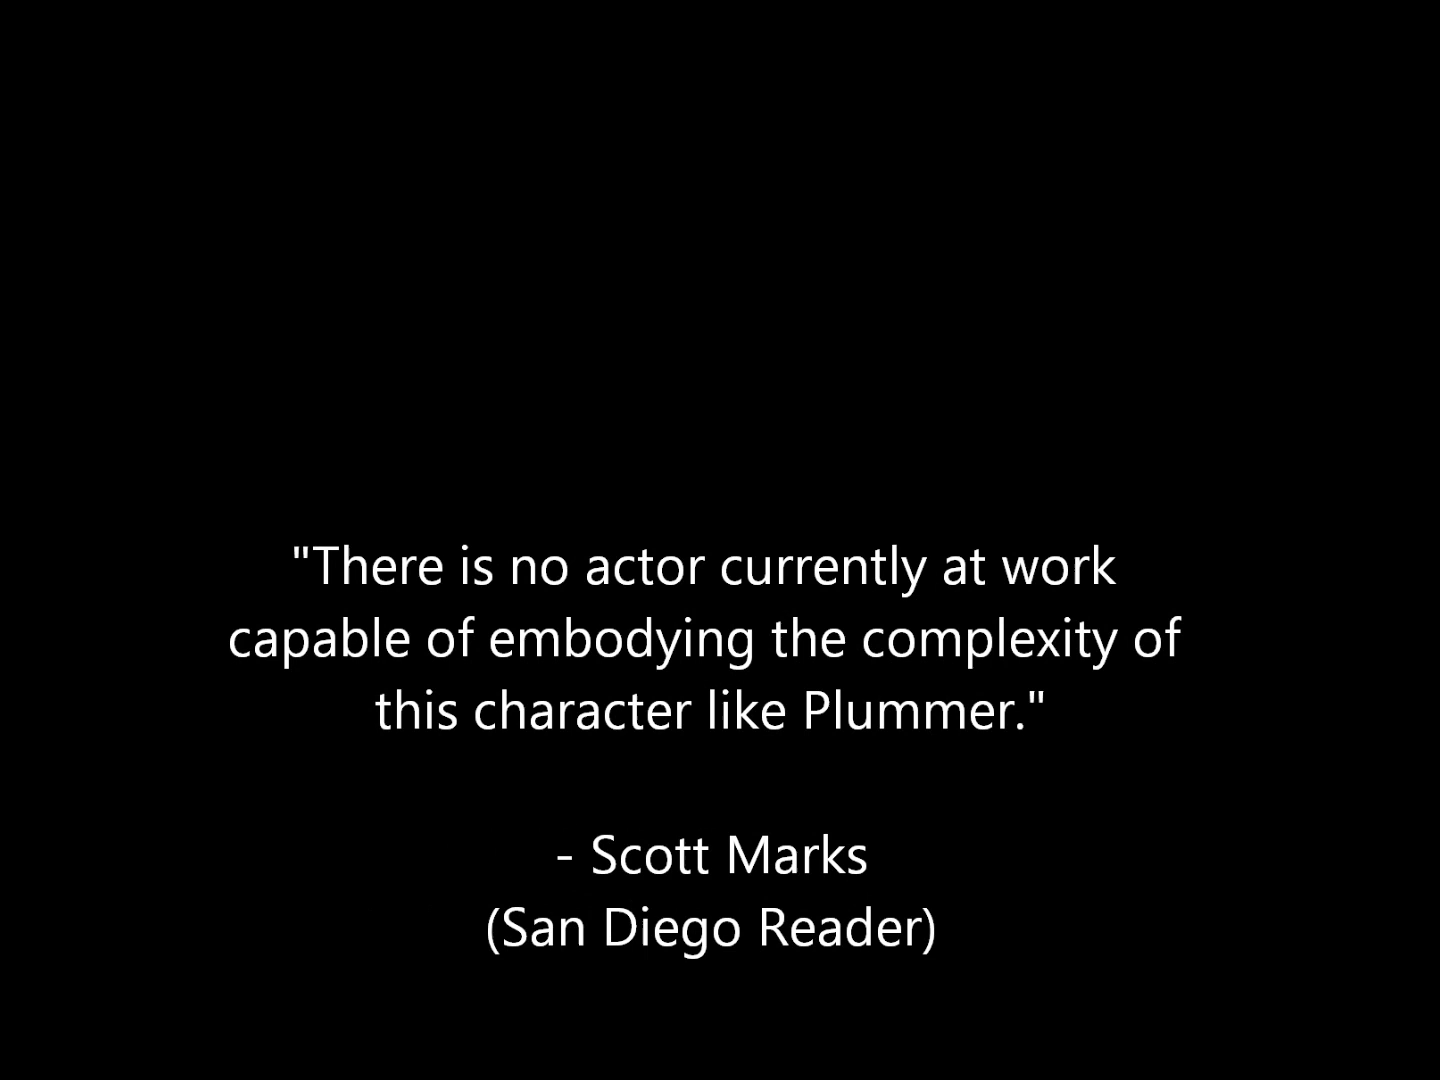 "There is no actor currently at work
capable of embodying the complexity of
this character like Plummer."
- Scott Marks
(San Diego Reader)